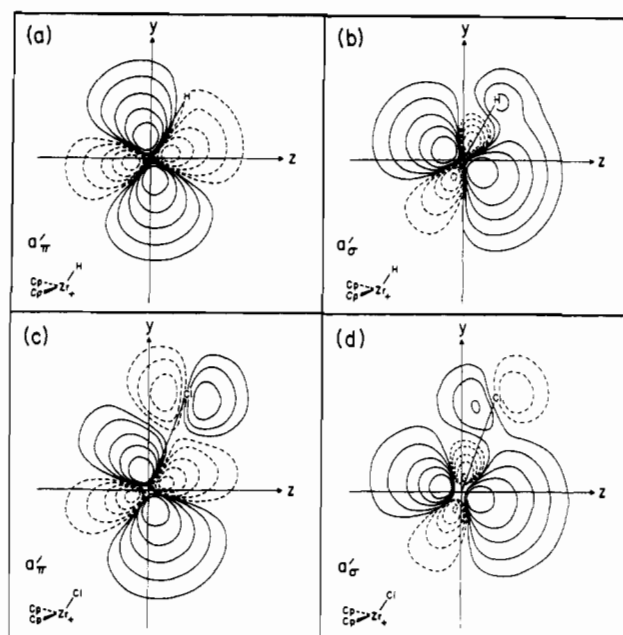 (a)
y
H
z
a′π
Cp
Cp
Zr
+
H
(b)
y
H
z
a′σ
Cp
Cp
Zr
+
H
(c)
y
Cl
z
a′π
Cp
Cp
Zr
+
Cl
(d)
y
Cl
z
a′σ
Cp
Cp
Zr
+
Cl